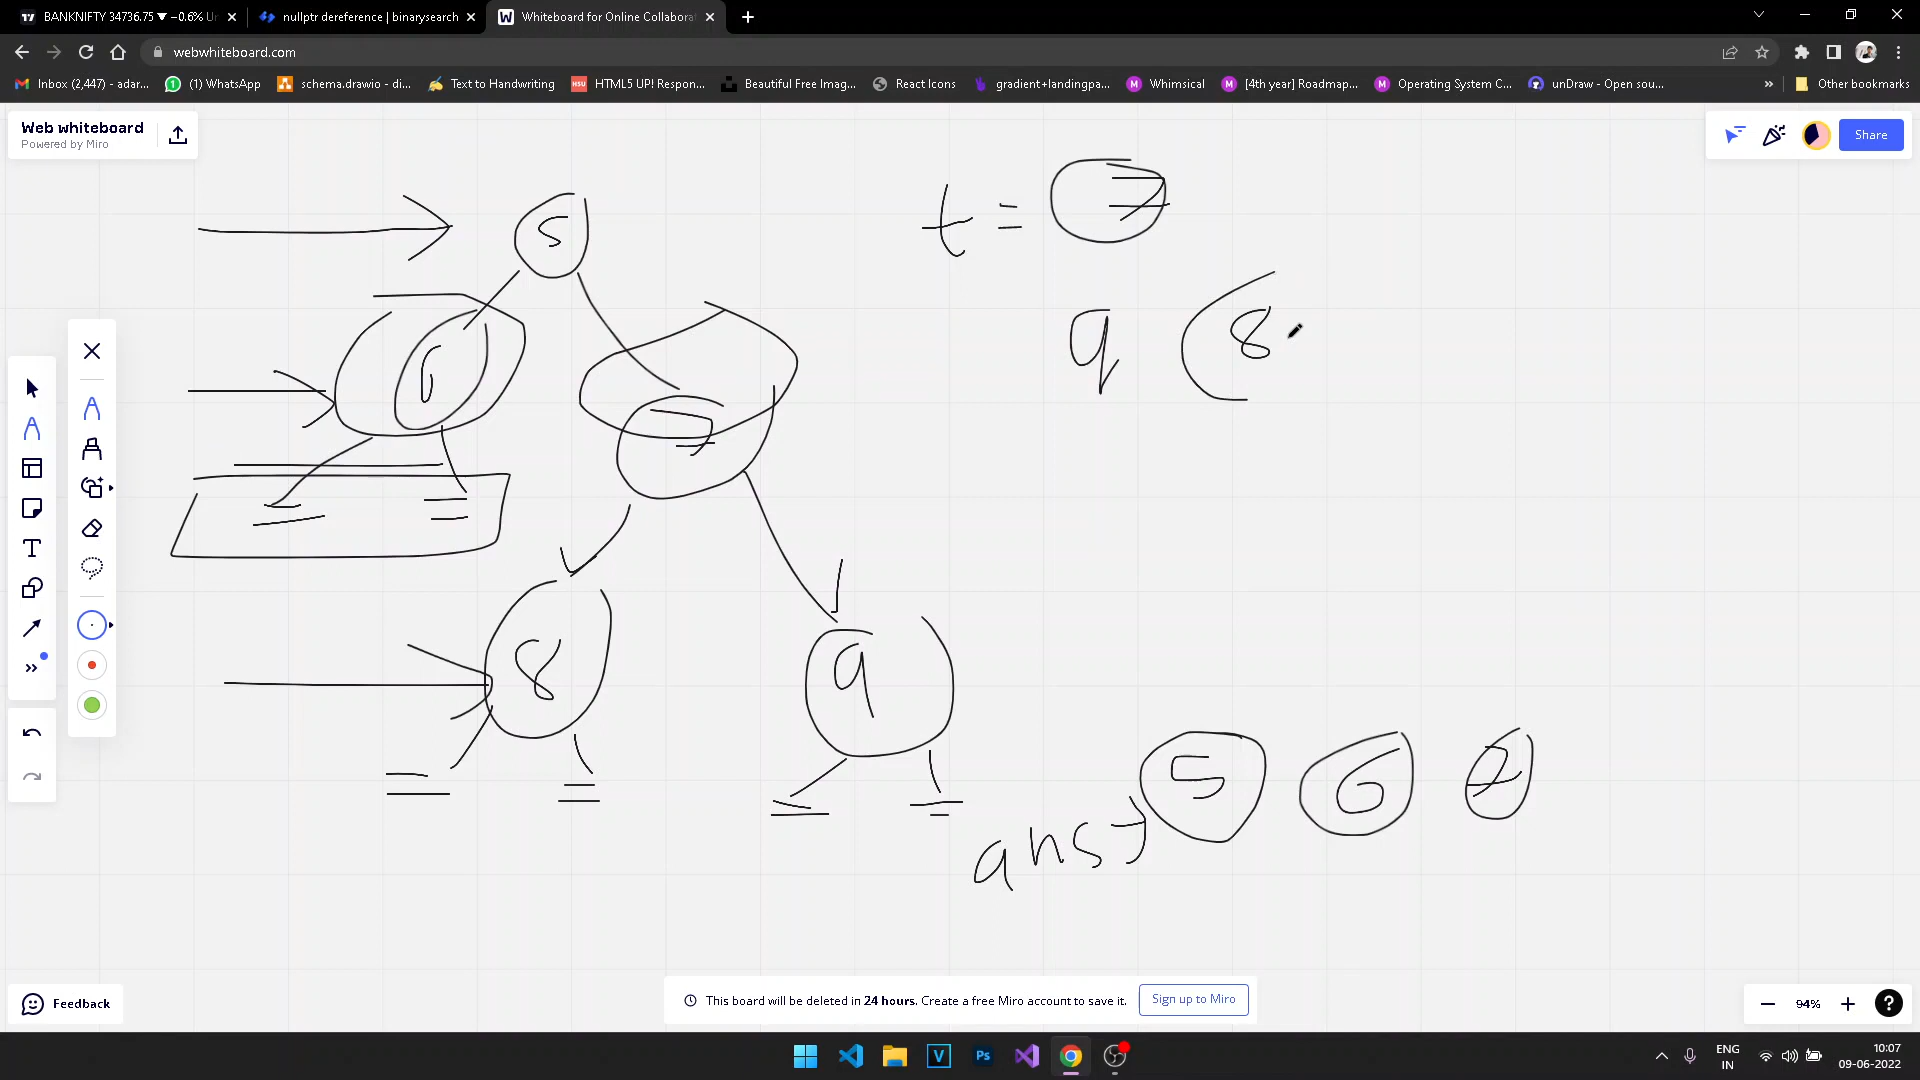 BANKNIFTY 34736.75 ▼ −0.6% Un
nullptr dereference | binarysearch
Whiteboard for Online Collabora
webwhiteboard.com
Inbox (2,447) - adar...
(1) WhatsApp
schema.drawio - di...
Text to Handwriting
HTML5 UP! Respon...
Beautiful Free Imag...
React Icons
gradient+landingpa...
Whimsical
[4th year] Roadmap...
Operating System C...
unDraw - Open sou...
Other bookmarks
Web whiteboard
Powered by Miro
Share
5
t = 7
6
7
q (8
8
9
ans → 5 6 7
Feedback
This board will be deleted in 24 hours. Create a free Miro account to save it.
Sign up to Miro
94%
ENG
IN
10:07
09-06-2022